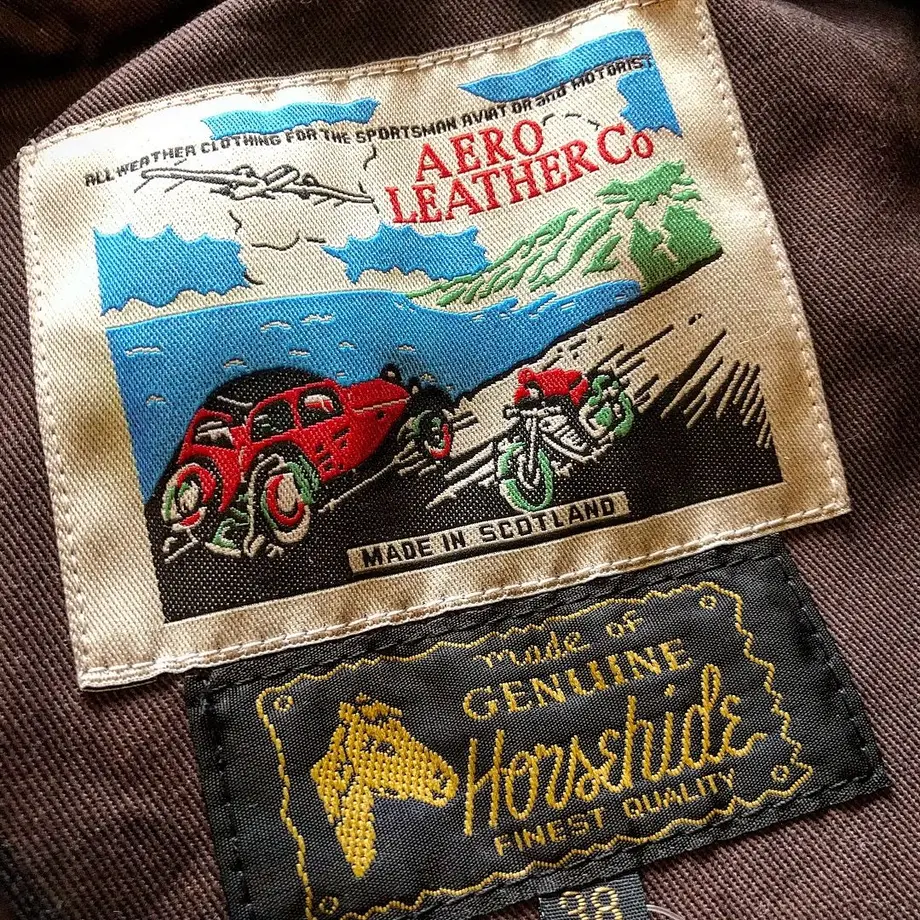 ALL WEATHER CLOTHING FOR THE SPORTSMAN AVIATOR and MOTORIST
AERO
LEATHER Co
MADE IN SCOTLAND
made of
GENUINE
Horsehide
FINEST QUALITY
38